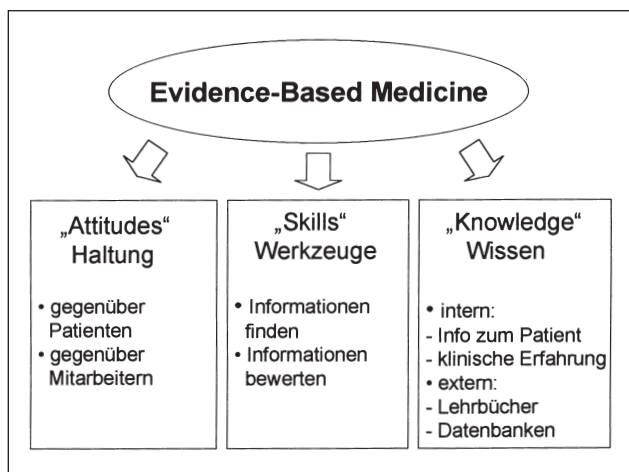 Evidence-Based Medicine
„Attitudes“
Haltung
• gegenüber
Patienten
• gegenüber
Mitarbeitern
„Skills“
Werkzeuge
• Informationen
finden
• Informationen
bewerten
„Knowledge“
Wissen
• intern:
- Info zum Patient
- klinische Erfahrung
• extern:
- Lehrbücher
- Datenbanken